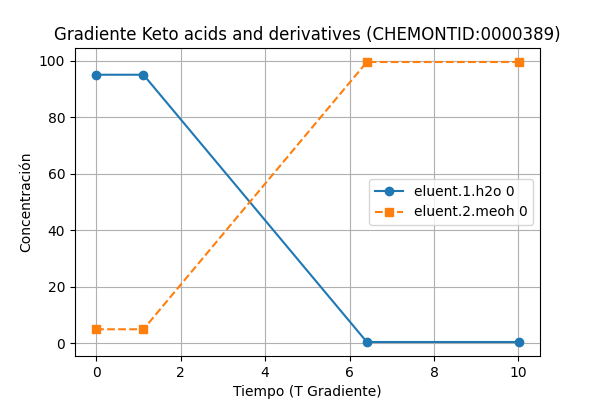 Gradiente Keto acids and derivatives (CHEMONTID:0000389)
100
80
60
40
20
0
Concentración
eluent.1.h2o 0
eluent.2.meoh 0
0 2 4 6 8 10
Tiempo (T Gradiente)